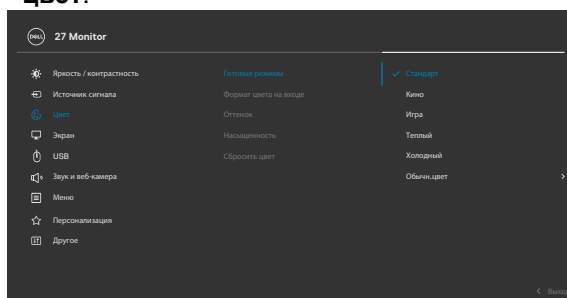 ЦВЕТ.
DELL 27 Monitor
Яркость / контрастность Готовые режимы Стандарт
Источник сигнала Формат цвета на входе Кино
Цвет Оттенок Игра
Экран Насыщенность Теплый
USB Сбросить цвет Холодный
Звук и веб-камера Обычн.цвет
Меню
Персонализация
Другое
Выход